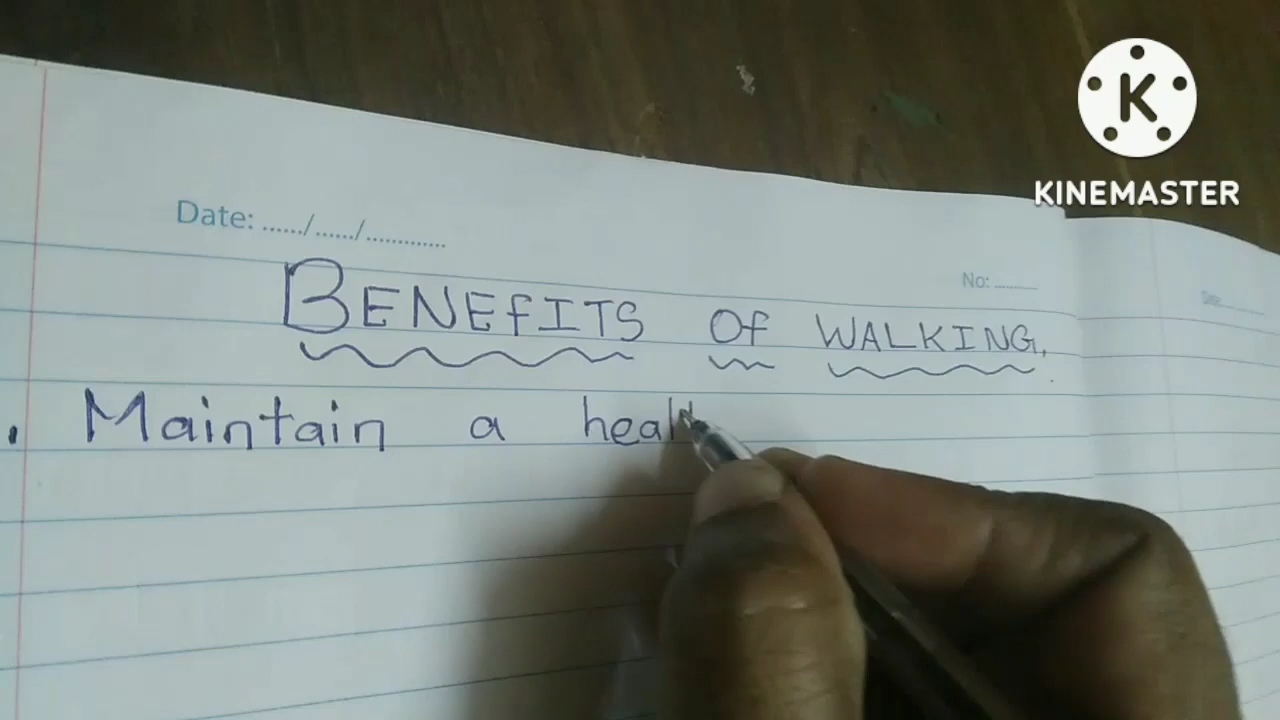 K
KINEMASTER
Date: ....../....../.............
No: ..........
BENEfITS Of WALKING.
. Maintain a heal